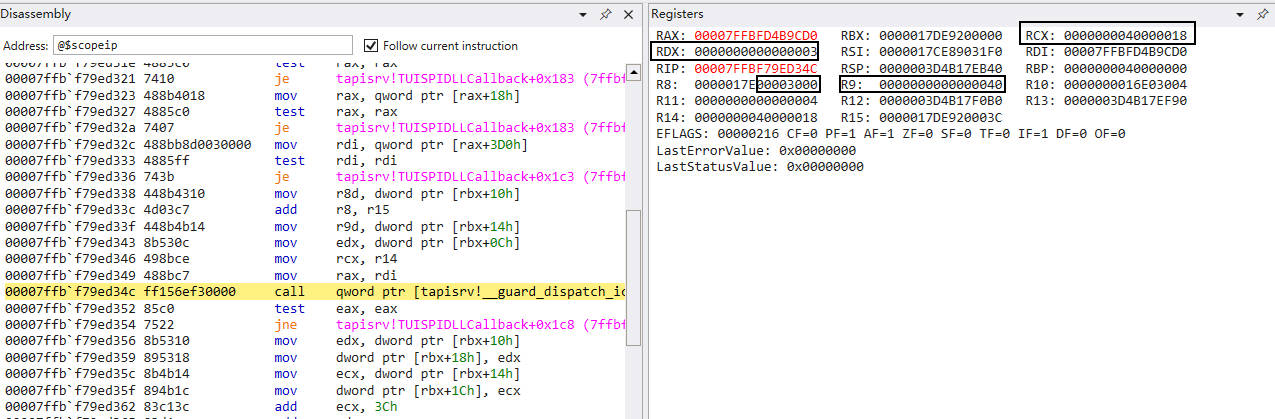 Disassembly
Address: @$scopeip Follow current instruction
00007ffb`f79ed321 7410 je tapisrv!TUISPIDLLCallback+0x183 (7ffbf
00007ffb`f79ed323 488b4018 mov rax, qword ptr [rax+18h]
00007ffb`f79ed327 4885c0 test rax, rax
00007ffb`f79ed32a 7407 je tapisrv!TUISPIDLLCallback+0x183 (7ffbf
00007ffb`f79ed32c 488bb8d0030000 mov rdi, qword ptr [rax+3D0h]
00007ffb`f79ed333 4885ff test rdi, rdi
00007ffb`f79ed336 743b je tapisrv!TUISPIDLLCallback+0x1c3 (7ffbf
00007ffb`f79ed338 448b4310 mov r8d, dword ptr [rbx+10h]
00007ffb`f79ed33c 4d03c7 add r8, r15
00007ffb`f79ed33f 448b4b14 mov r9d, dword ptr [rbx+14h]
00007ffb`f79ed343 8b530c mov edx, dword ptr [rbx+0Ch]
00007ffb`f79ed346 498bce mov rcx, r14
00007ffb`f79ed349 488bc7 mov rax, rdi
00007ffb`f79ed34c ff156ef30000 call qword ptr [tapisrv!__guard_dispatch_ic
00007ffb`f79ed352 85c0 test eax, eax
00007ffb`f79ed354 7522 jne tapisrv!TUISPIDLLCallback+0x1c8 (7ffbf
00007ffb`f79ed356 8b5310 mov edx, dword ptr [rbx+10h]
00007ffb`f79ed359 895318 mov dword ptr [rbx+18h], edx
00007ffb`f79ed35c 8b4b14 mov ecx, dword ptr [rbx+14h]
00007ffb`f79ed35f 894b1c mov dword ptr [rbx+1Ch], ecx
00007ffb`f79ed362 83c13c add ecx, 3Ch
Registers
RAX: 00007FFBFD4B9CD0 RBX: 0000017DE9200000 RCX: 0000000040000018
RDX: 0000000000000003 RSI: 0000017CE89031F0 RDI: 00007FFBFD4B9CD0
RIP: 00007FFBF79ED34C RSP: 0000003D4B17EB40 RBP: 0000000040000000
R8: 0000017E00003000 R9: 0000000000000040 R10: 0000000016E03004
R11: 0000000000000004 R12: 0000003D4B17F0B0 R13: 0000003D4B17EF90
R14: 0000000040000018 R15: 0000017DE920003C
EFLAGS: 00000216 CF=0 PF=1 AF=1 ZF=0 SF=0 TF=0 IF=1 DF=0 OF=0
LastErrorValue: 0x00000000
LastStatusValue: 0x00000000